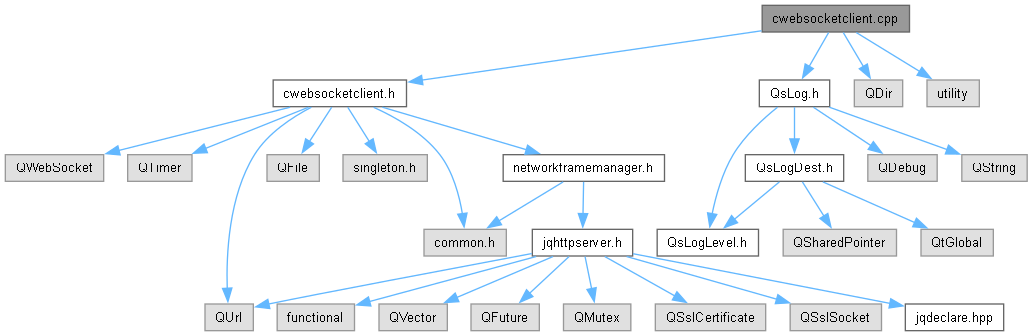 cwebsocketclient.cpp
cwebsocketclient.h
QsLog.h
QDir
utility
QWebSocket
QTimer
QFile
singleton.h
networkframemanager.h
QsLogDest.h
QDebug
QString
common.h
jqhttpserver.h
QsLogLevel.h
QSharedPointer
QtGlobal
QUrl
functional
QVector
QFuture
QMutex
QSslCertificate
QSslSocket
jqdeclare.hpp